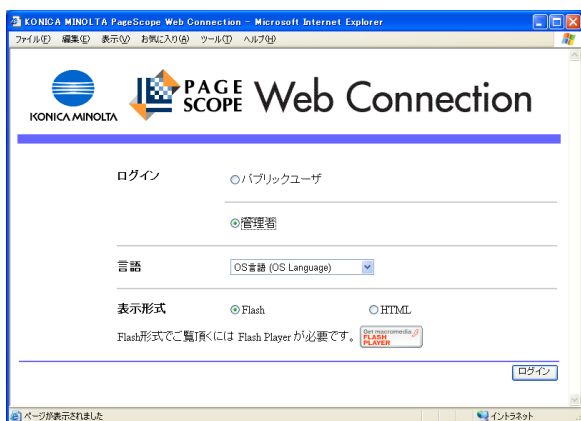 KONICA MINOLTA PageScope Web Connection - Microsoft Internet Explorer
ファイル(F) 編集(E) 表示(V) お気に入り(A) ツール(T) ヘルプ(H)
KONICA MINOLTA
PAGE SCOPE Web Connection
ログイン
パブリックユーザ
管理者
言語
OS言語 (OS Language)
表示形式
Flash
HTML
Flash形式でご覧頂くには Flash Player が必要です。
Get macromedia
FLASH
PLAYER
ログイン
ページが表示されました
イントラネット